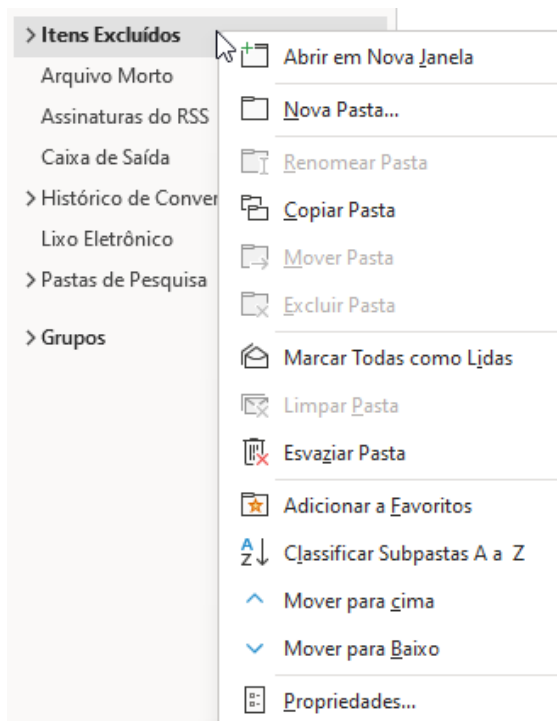 Itens Excluídos
Arquivo Morto
Assinaturas do RSS
Caixa de Saída
Histórico de Conver
Lixo Eletrônico
Pastas de Pesquisa
Grupos
Abrir em Nova Janela
Nova Pasta...
Renomear Pasta
Copiar Pasta
Mover Pasta
Excluir Pasta
Marcar Todas como Lidas
Limpar Pasta
Esvaziar Pasta
Adicionar a Favoritos
Classificar Subpastas A a Z
Mover para cima
Mover para Baixo
Propriedades...